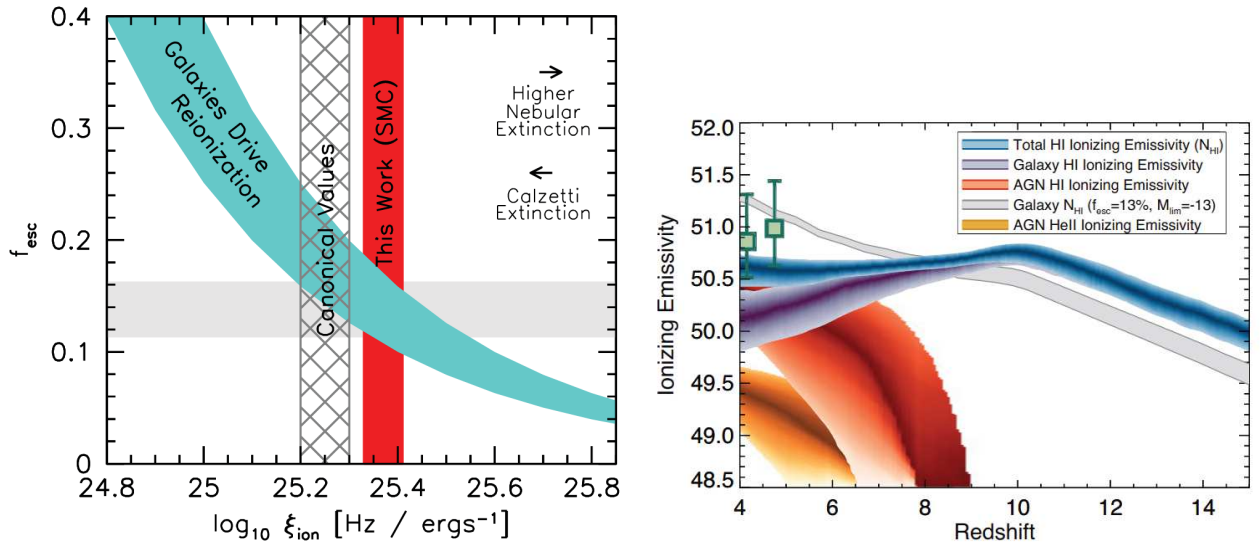 0.4
0.3
0.2
0.1
0
f_esc
Galaxies Drive
Reionization
Canonical Values
This Work (SMC)
→
Higher
Nebular
Extinction
←
Calzetti
Extinction
24.8 25 25.2 25.4 25.6 25.8
log₁₀ ξ_ion [Hz / ergs⁻¹]
52.0
51.5
51.0
50.5
50.0
49.5
49.0
48.5
Ionizing Emissivity
Total HI Ionizing Emissivity (N_HI)
Galaxy HI Ionizing Emissivity
AGN HI Ionizing Emissivity
Galaxy N_HI (f_esc=13%, M_lim=-13)
AGN HeII Ionizing Emissivity
4 6 8 10 12 14
Redshift